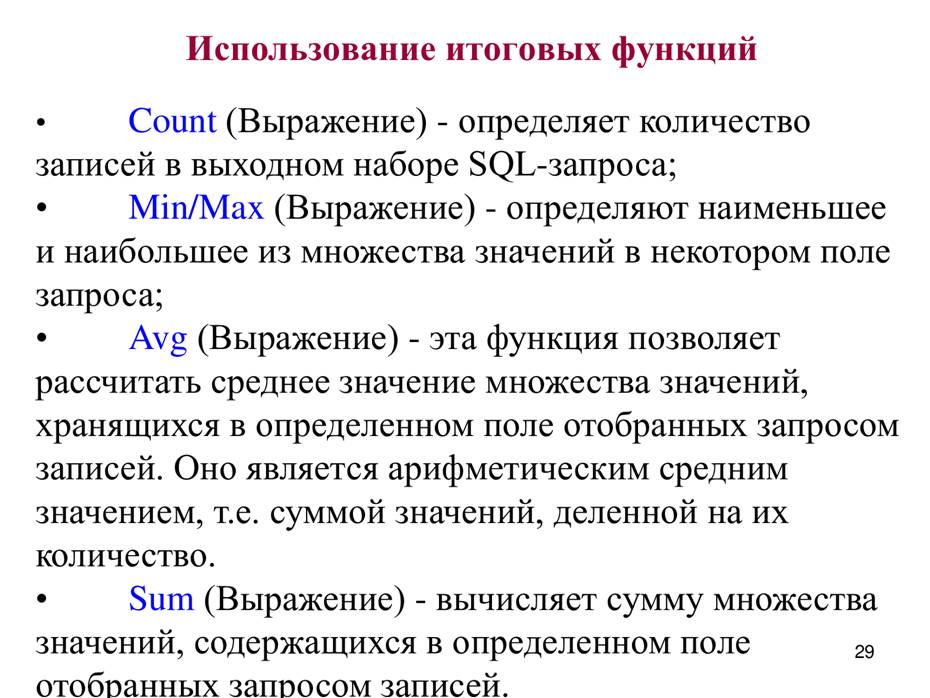 Использование итоговых функций
• Count (Выражение) - определяет количество
записей в выходном наборе SQL-запроса;
• Min/Max (Выражение) - определяют наименьшее
и наибольшее из множества значений в некотором поле
запроса;
• Avg (Выражение) - эта функция позволяет
рассчитать среднее значение множества значений,
хранящихся в определенном поле отобранных запросом
записей. Оно является арифметическим средним
значением, т.е. суммой значений, деленной на их
количество.
• Sum (Выражение) - вычисляет сумму множества
значений, содержащихся в определенном поле
отобранных запросом записей.
29